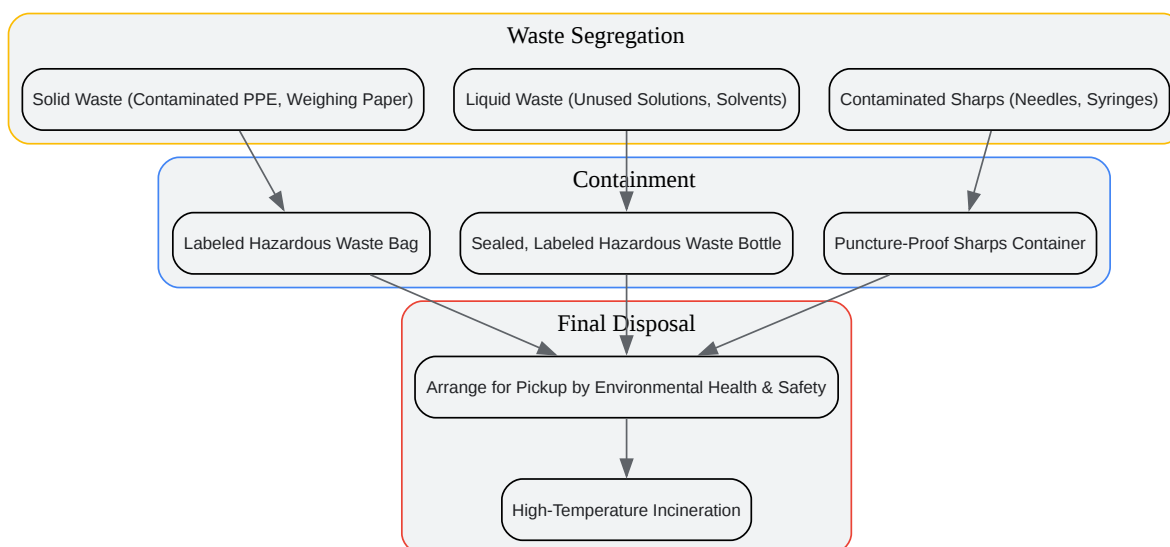 Waste Segregation
Solid Waste (Contaminated PPE, Weighing Paper)
Liquid Waste (Unused Solutions, Solvents)
Contaminated Sharps (Needles, Syringes)
Containment
Labeled Hazardous Waste Bag
Sealed, Labeled Hazardous Waste Bottle
Puncture-Proof Sharps Container
Final Disposal
Arrange for Pickup by Environmental Health & Safety
High-Temperature Incineration